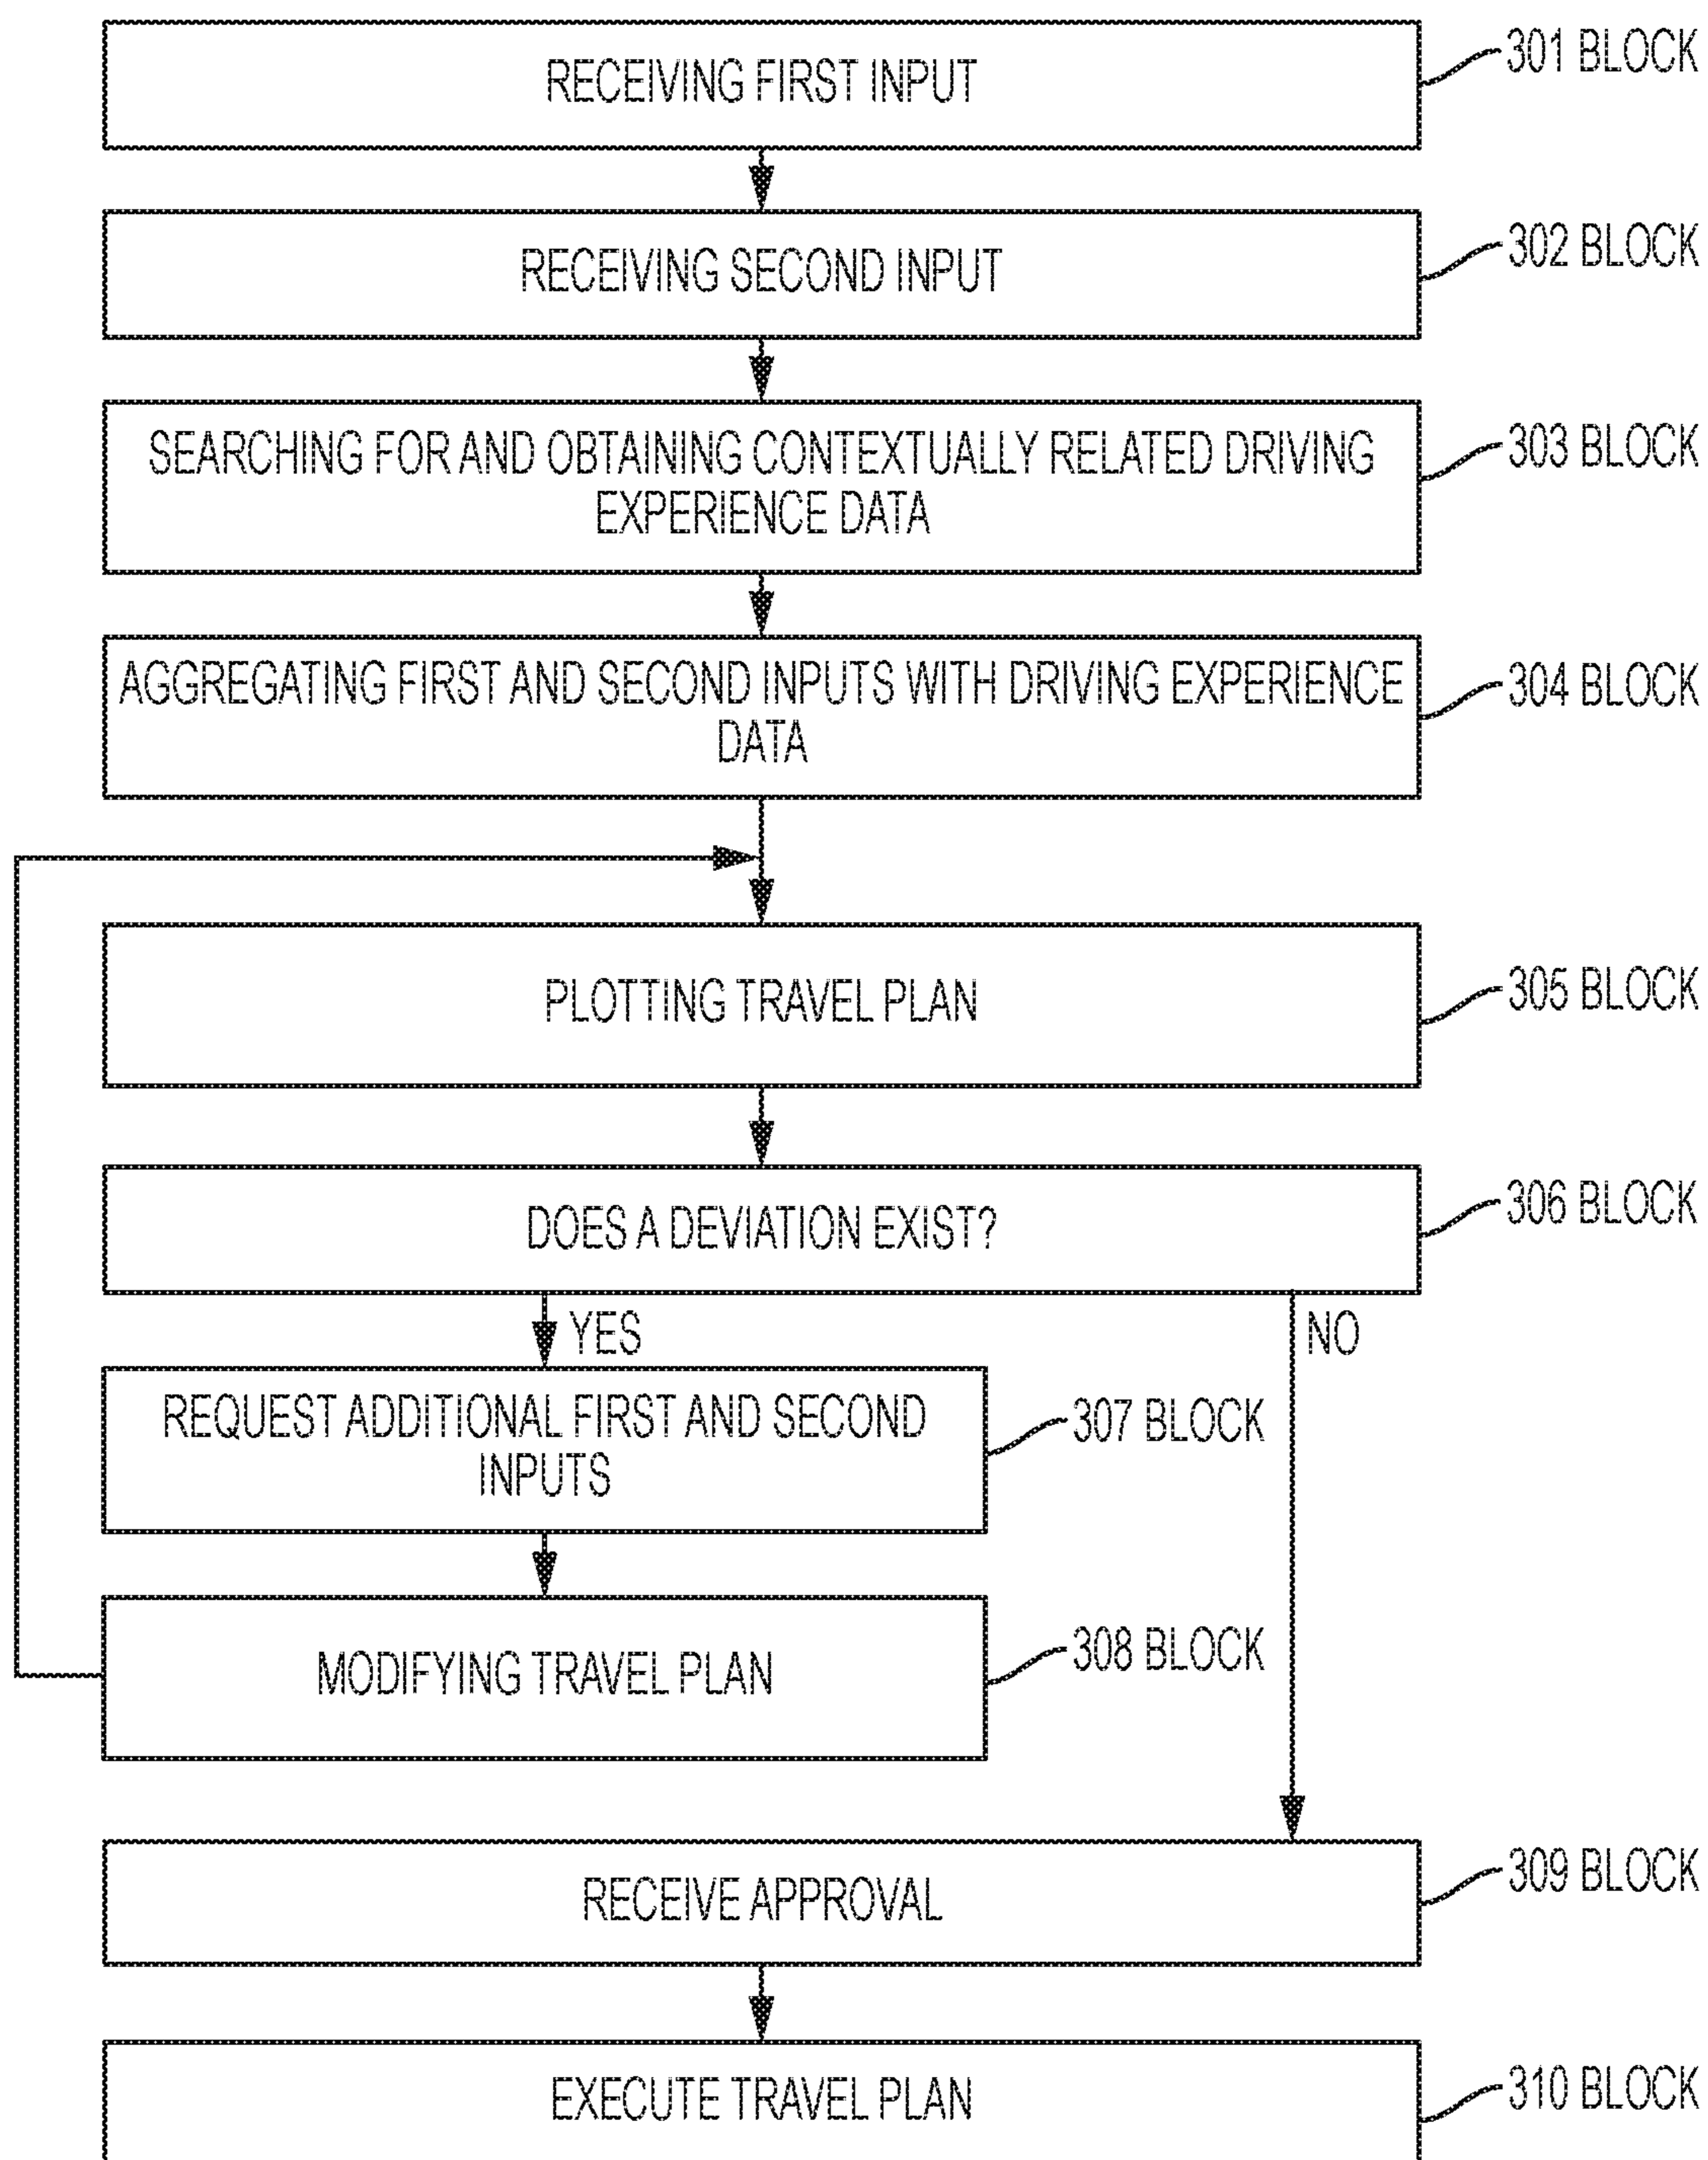 RECEIVING FIRST INPUT
301 BLOCK
RECEIVING SECOND INPUT
302 BLOCK
SEARCHING FOR AND OBTAINING CONTEXTUALLY RELATED DRIVING
EXPERIENCE DATA
303 BLOCK
AGGREGATING FIRST AND SECOND INPUTS WITH DRIVING EXPERIENCE
DATA
304 BLOCK
PLOTTING TRAVEL PLAN
305 BLOCK
DOES A DEVIATION EXIST?
306 BLOCK
YES
NO
REQUEST ADDITIONAL FIRST AND SECOND
INPUTS
307 BLOCK
MODIFYING TRAVEL PLAN
308 BLOCK
RECEIVE APPROVAL
309 BLOCK
EXECUTE TRAVEL PLAN
310 BLOCK